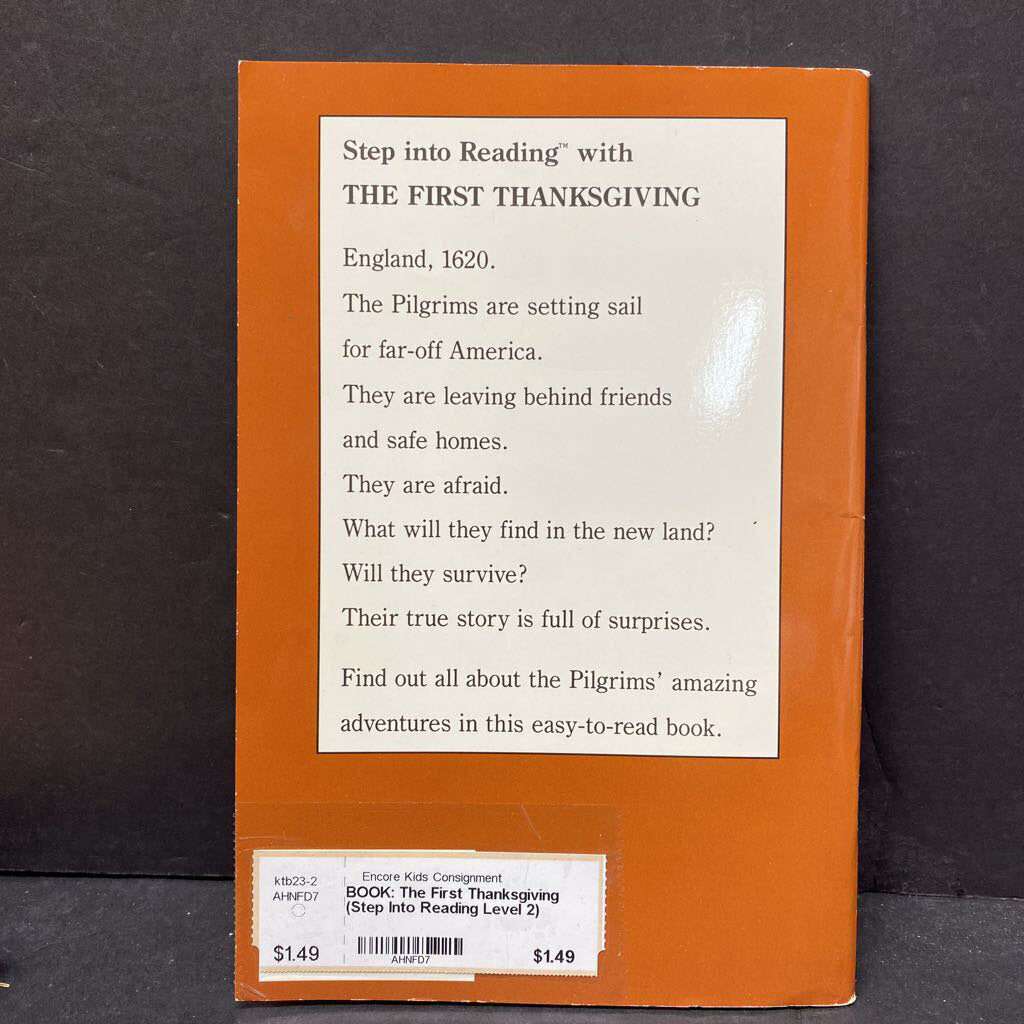 Step into Reading™ with
THE FIRST THANKSGIVING
England, 1620.
The Pilgrims are setting sail
for far-off America.
They are leaving behind friends
and safe homes.
They are afraid.
What will they find in the new land?
Will they survive?
Their true story is full of surprises.
Find out all about the Pilgrims' amazing
adventures in this easy-to-read book.
ktb23-2
AHNFD7
$1.49
Encore Kids Consignment
BOOK: The First Thanksgiving
(Step Into Reading Level 2)
AHNFD7
$1.49